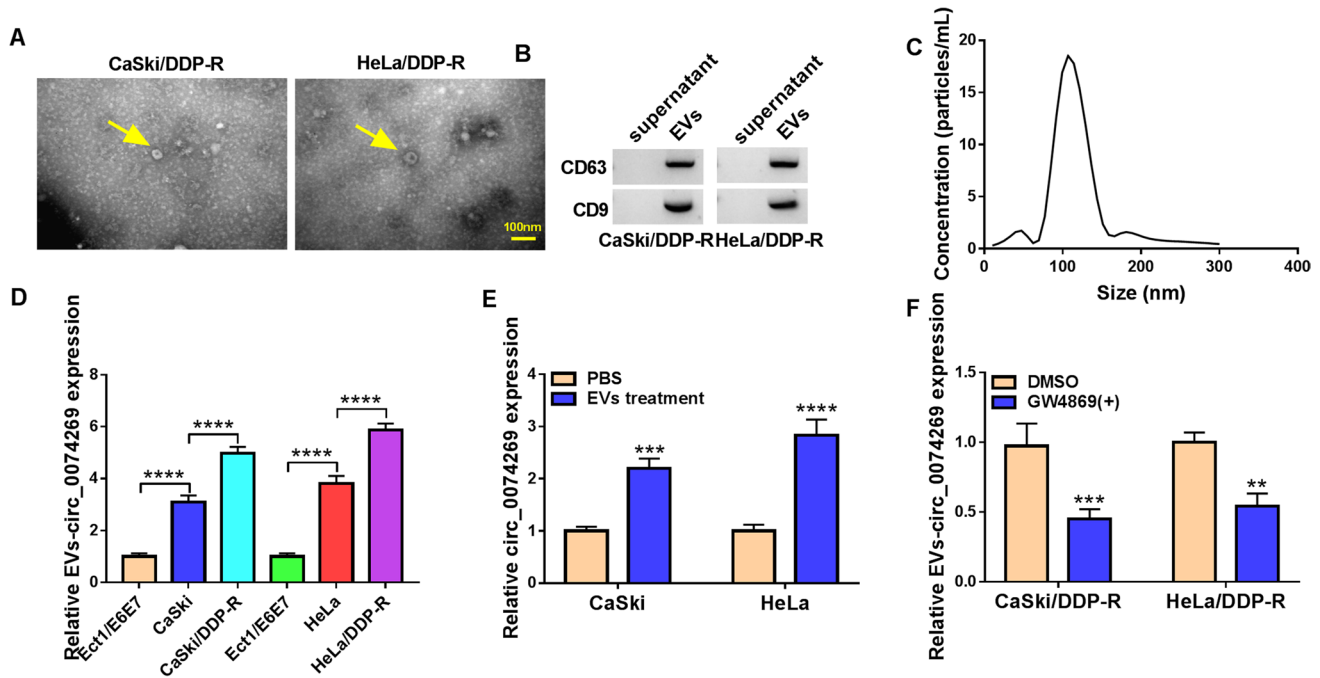 A
CaSki/DDP-R
HeLa/DDP-R
100nm
B
supernatant
EVs
supernatant
EVs
CD63
CD9
CaSki/DDP-R
HeLa/DDP-R
C
Concentration (particles/mL)
20
15
10
5
0
0
100
200
300
400
Size (nm)
D
Relative EVs-circ_0074269 expression
8
6
4
2
0
****
****
****
****
Ect1/E6E7
CaSki
CaSki/DDP-R
Ect1/E6E7
HeLa
HeLa/DDP-R
E
Relative circ_0074269 expression
4
3
2
1
0
PBS
EVs treatment
***
****
CaSki
HeLa
F
Relative EVs-circ_0074269 expression
1.5
1.0
0.5
0.0
DMSO
GW4869(+)
***
**
CaSki/DDP-R
HeLa/DDP-R